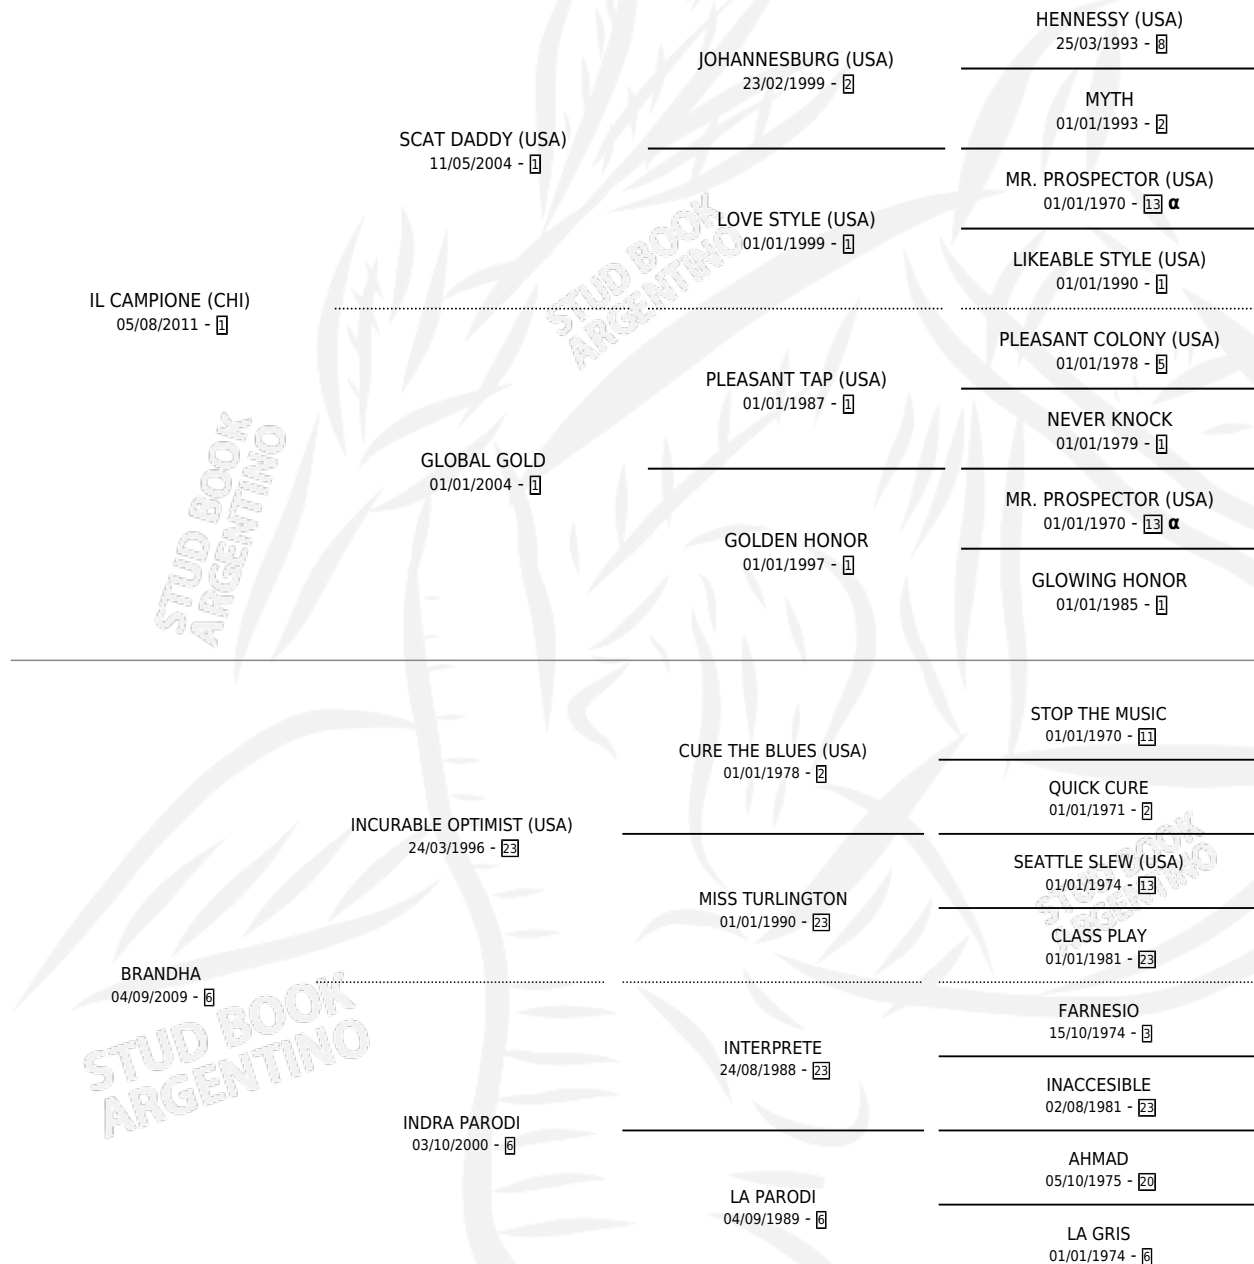 HENNESSY (USA)
25/03/1993 - 8
JOHANNESBURG (USA)
23/02/1999 - 2
MYTH
01/01/1993 - 2
SCAT DADDY (USA)
11/05/2004 - 1
MR. PROSPECTOR (USA)
01/01/1970 - 13 α
LOVE STYLE (USA)
01/01/1999 - 1
LIKEABLE STYLE (USA)
01/01/1990 - 1
IL CAMPIONE (CHI)
05/08/2011 - 1
PLEASANT COLONY (USA)
01/01/1978 - 5
PLEASANT TAP (USA)
01/01/1987 - 1
NEVER KNOCK
01/01/1979 - 1
GLOBAL GOLD
01/01/2004 - 1
MR. PROSPECTOR (USA)
01/01/1970 - 13 α
GOLDEN HONOR
01/01/1997 - 1
GLOWING HONOR
01/01/1985 - 1
STOP THE MUSIC
01/01/1970 - 11
CURE THE BLUES (USA)
01/01/1978 - 2
QUICK CURE
01/01/1971 - 2
INCURABLE OPTIMIST (USA)
24/03/1996 - 23
SEATTLE SLEW (USA)
01/01/1974 - 13
MISS TURLINGTON
01/01/1990 - 23
CLASS PLAY
01/01/1981 - 23
BRANDHA
04/09/2009 - 6
FARNESIO
15/10/1974 - 3
INTERPRETE
24/08/1988 - 23
INACCESIBLE
02/08/1981 - 23
INDRA PARODI
03/10/2000 - 6
AHMAD
05/10/1975 - 20
LA PARODI
04/09/1989 - 6
LA GRIS
01/01/1974 - 6
STUD BOOK
ARGENTINO
STUD BOOK
ARGENTINO
STUD BOOK
ARGENTINO
STUD BOOK
ARGENTINO